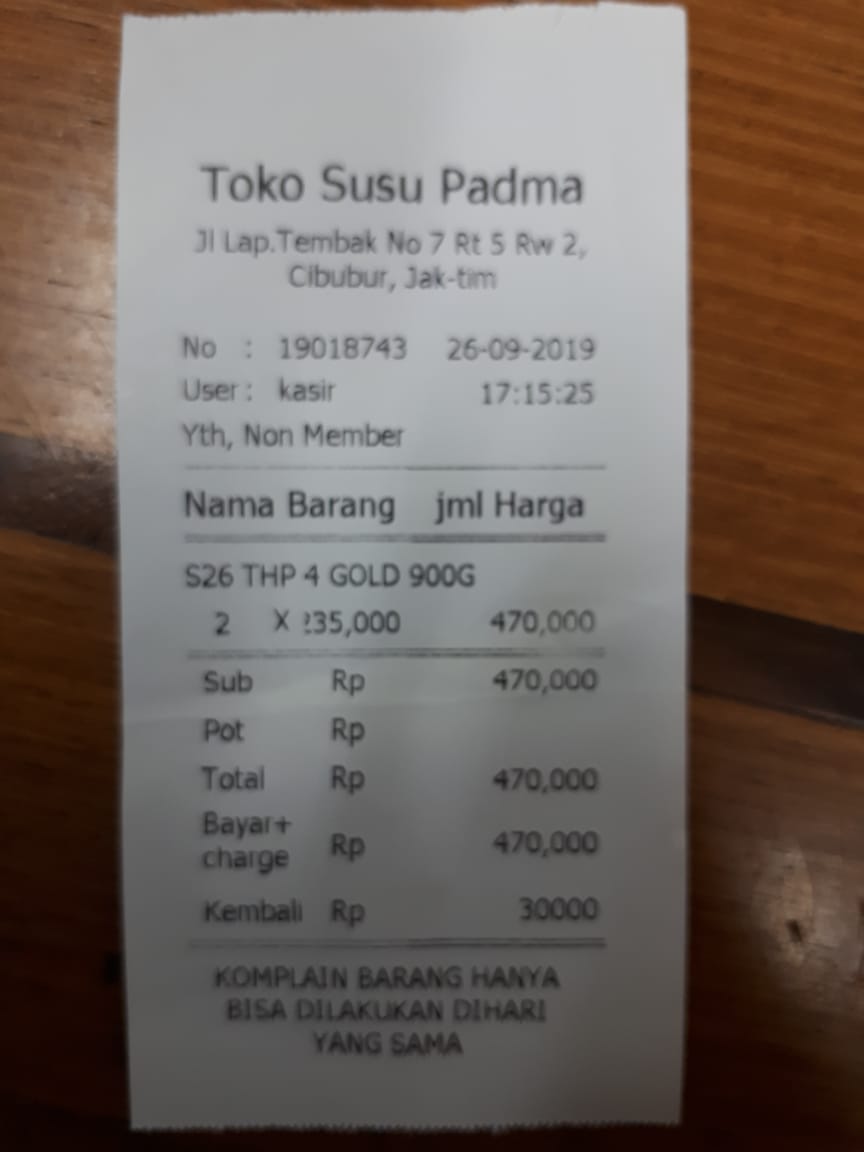 Toko Susu Padma
Jl Lap.Tembak No 7 Rt 5 Rw 2,
Cibubur, Jak-tim
No : 19018743 26-09-2019
User : kasir 17:15:25
Yth, Non Member
Nama Barang jml Harga
S26 THP 4 GOLD 900G
2 X 235,000 470,000
Sub Rp 470,000
Pot Rp
Total Rp 470,000
Bayar+
charge Rp 470,000
Kembali Rp 30000
KOMPLAIN BARANG HANYA
BISA DILAKUKAN DIHARI
YANG SAMA